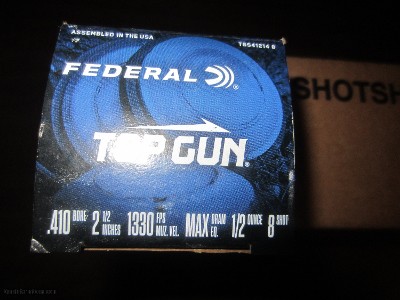 ASSEMBLED IN THE USA
TGS41214 8
FEDERAL®
SHOTSH
TOP GUN®
.410 BORE 2 1/2 INCHES 1330 FPS MUZ. VEL. MAX DRAM EQ. 1/2 OUNCE 8 SHOT